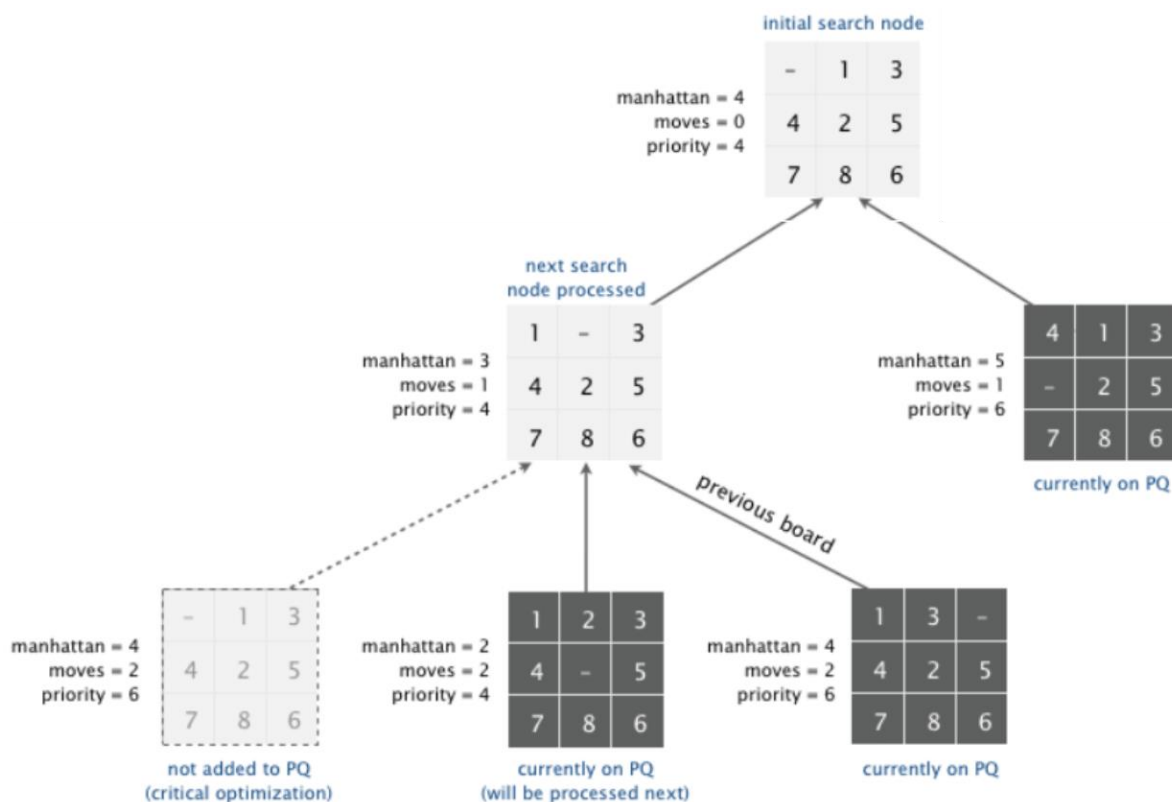 initial search node
- 1 3
manhattan = 4
moves = 0
priority = 4
4 2 5
7 8 6
next search
node processed
1 - 3
manhattan = 3
moves = 1
priority = 4
4 2 5
7 8 6
4 1 3
manhattan = 5
moves = 1
priority = 6
- 2 5
7 8 6
currently on PQ
previous board
- 1 3
manhattan = 4
moves = 2
priority = 6
4 2 5
7 8 6
not added to PQ
(critical optimization)
1 2 3
manhattan = 2
moves = 2
priority = 4
4 - 5
7 8 6
currently on PQ
(will be processed next)
1 3 -
manhattan = 4
moves = 2
priority = 6
4 2 5
7 8 6
currently on PQ